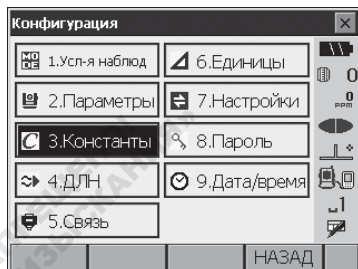 Конфигурация
1.Усл-я наблюд
2.Параметры
3.Константы
4.ДЛН
5.Связь
6.Единицы
7.Настройки
8.Пароль
9.Дата/время
0
0
PPM
1
НАЗАД